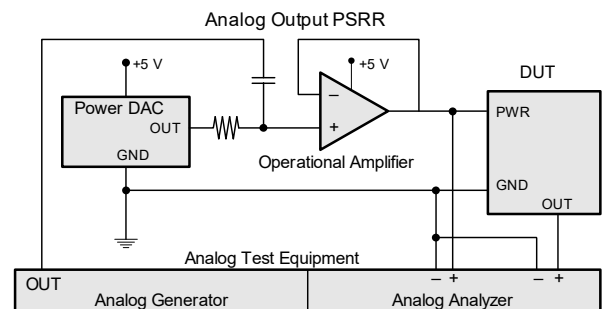 Analog Output PSRR
+5 V
+5 V
DUT
Power DAC
OUT
GND
−
+
Operational Amplifier
PWR
GND
OUT
Analog Test Equipment
− +
− +
OUT
Analog Generator
Analog Analyzer